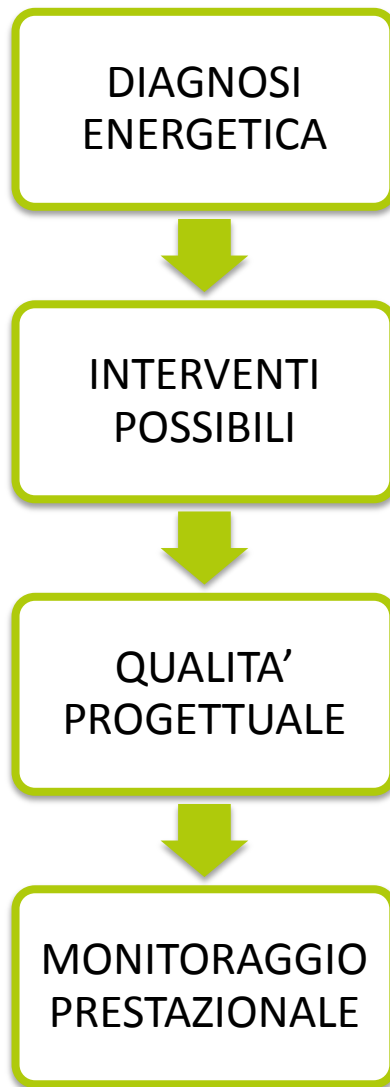 DIAGNOSI
ENERGETICA
INTERVENTI
POSSIBILI
QUALITA’
PROGETTUALE
MONITORAGGIO
PRESTAZIONALE